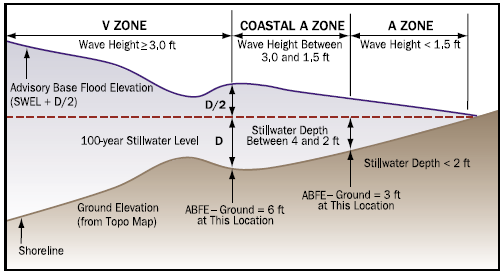 V ZONE
Wave Height ≥ 3,0 ft
COASTAL A ZONE
Wave Height Between
3,0 and 1,5 ft
A ZONE
Wave Height < 1,5 ft
Advisory Base Flood Elevation
(SWEL + D/2)
D/2
100-year Stillwater Level
D
Stillwater Depth
Between 4 and 2 ft
Stillwater Depth < 2 ft
Ground Elevation
(from Topo Map)
ABFE – Ground = 6 ft
at This Location
ABFE – Ground = 3 ft
at This Location
Shoreline